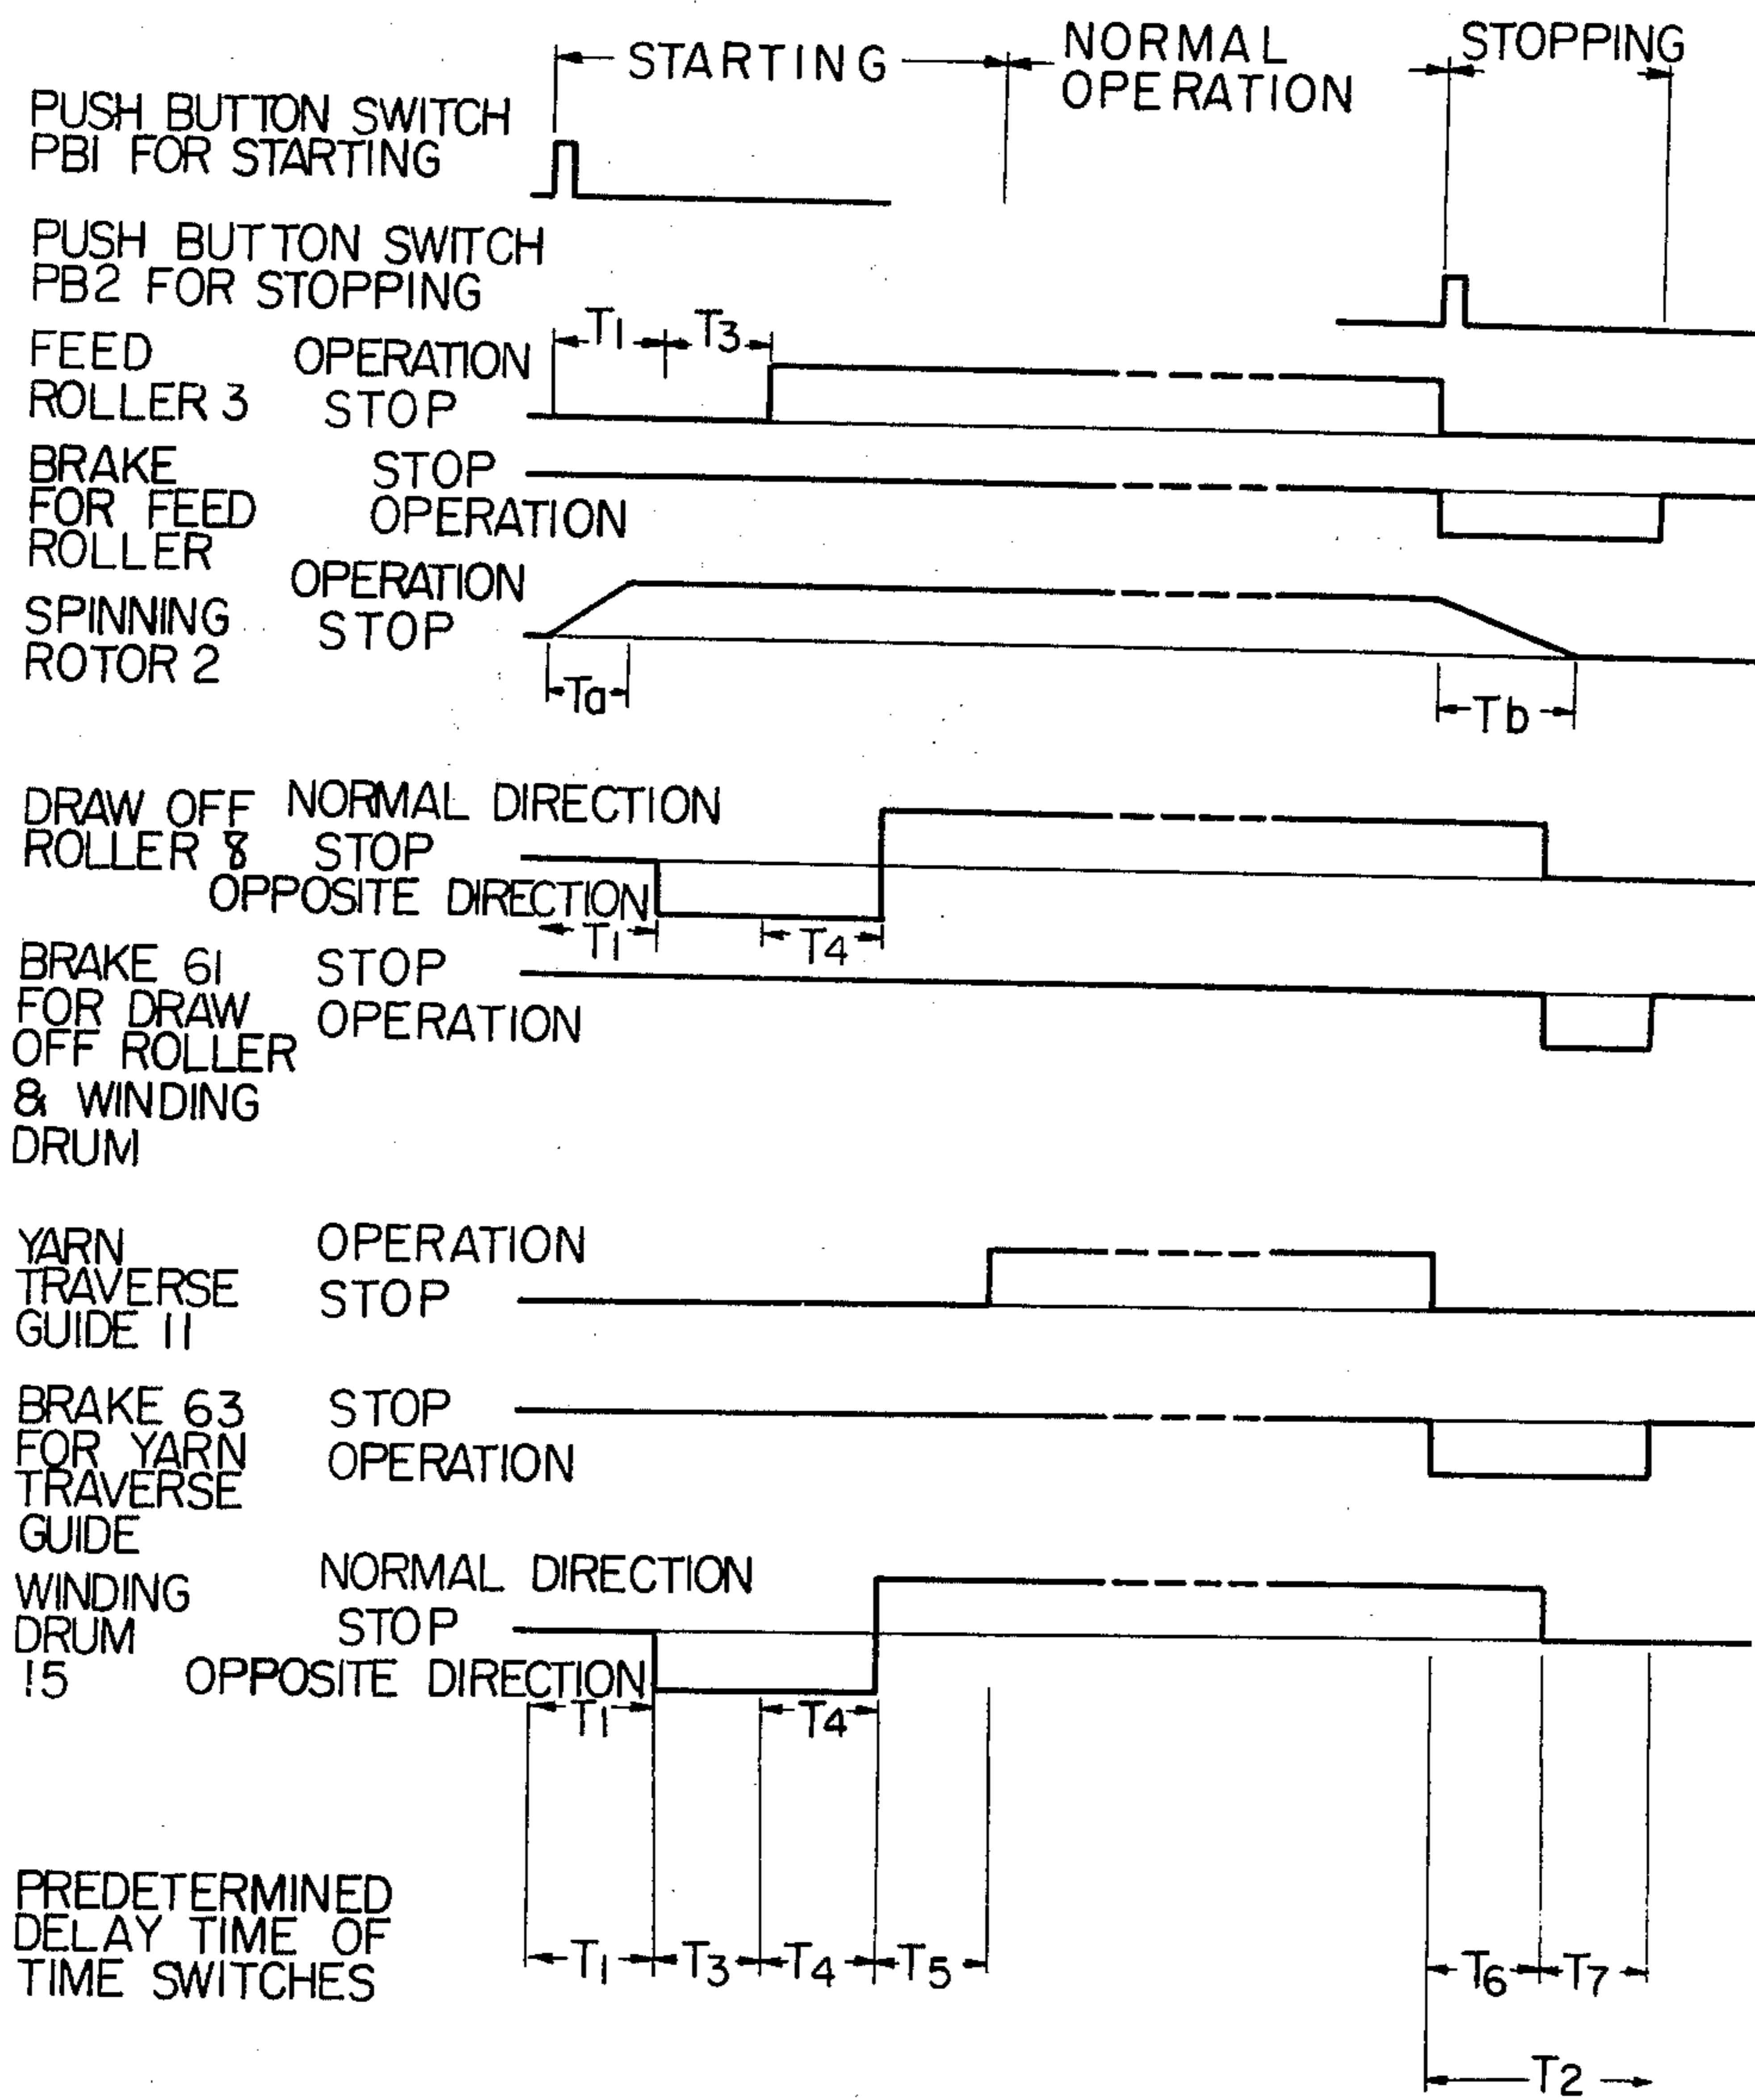 STARTING
NORMAL
OPERATION
STOPPING
PUSH BUTTON SWITCH
PB1 FOR STARTING
PUSH BUTTON SWITCH
PB2 FOR STOPPING
T1 T3
FEED OPERATION
ROLLER 3 STOP
BRAKE STOP
FOR FEED OPERATION
ROLLER
OPERATION
SPINNING STOP
ROTOR 2
Ta Tb
DRAW OFF NORMAL DIRECTION
ROLLER 8 STOP
OPPOSITE DIRECTION
T1 T4
BRAKE 61 STOP
FOR DRAW OPERATION
OFF ROLLER
& WINDING
DRUM
YARN OPERATION
TRAVERSE STOP
GUIDE 11
BRAKE 63 STOP
FOR YARN OPERATION
TRAVERSE
GUIDE
WINDING NORMAL DIRECTION
DRUM STOP
15 OPPOSITE DIRECTION
T1 T4
PREDETERMINED
DELAY TIME OF
TIME SWITCHES
T1 T3 T4 T5 T6 T7
T2